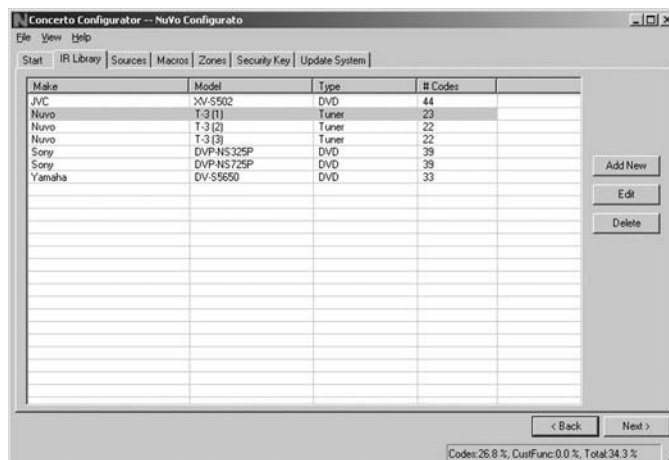 Concerto Configurator -- NuVo Configurato
File View Help
Start IR Library Sources Macros Zones Security Key Update System
Make Model Type # Codes
JVC XV-S502 DVD 44
Nuvo T-3 (1) Tuner 23
Nuvo T-3 (2) Tuner 22
Nuvo T-3 (3) Tuner 22
Sony DVP-NS325P DVD 39
Sony DVP-NS725P DVD 39
Yamaha DV-S5650 DVD 33
Add New
Edit
Delete
< Back Next >
Codes:26.8 %, CustFunc:0.0 %, Total:34.3 %